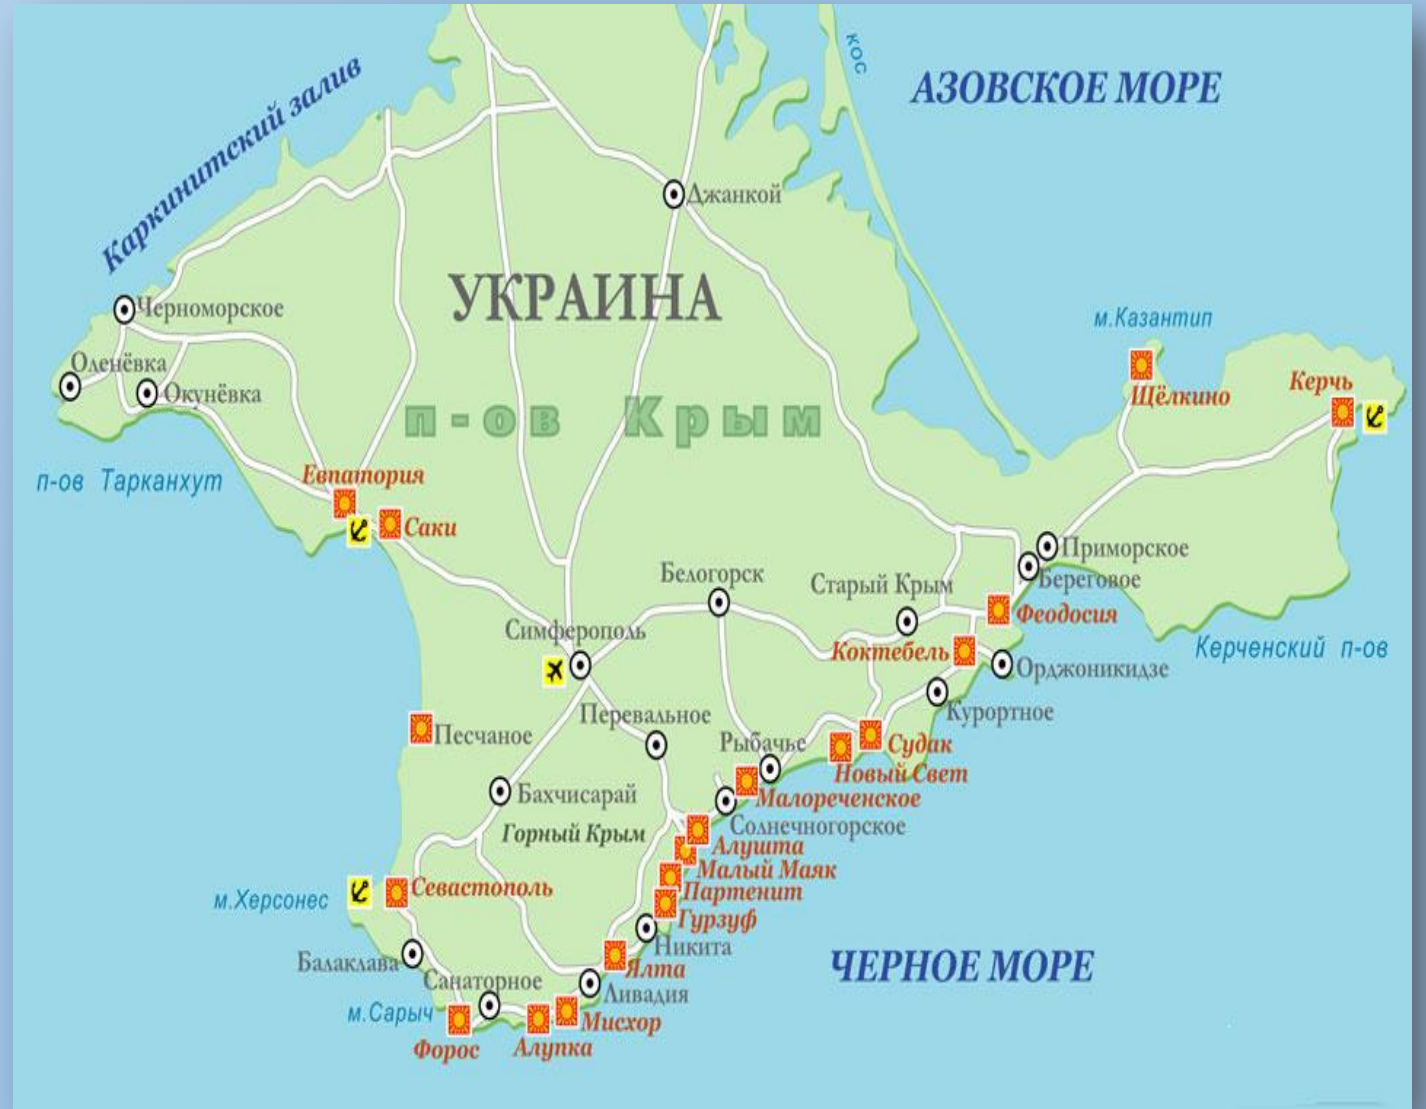 КОС
АЗОВСКОЕ МОРЕ
Каркинитский залив
Джанкой
УКРАИНА
Черноморское
м.Казантип
Оленёвка
Окунёвка
Керчь
Щёлкино
п-ов Крым
п-ов Тарканхут
Евпатория
Саки
Приморское
Береговое
Белогорск
Старый Крым
Феодосия
Симферополь
Коктебель
Керченский п-ов
Орджоникидзе
Курортное
Перевальное
Песчаное
Рыбачье
Судак
Новый Свет
Бахчисарай
Малореченское
Солнечногорское
Горный Крым
Алушта
Малый Маяк
Севастополь
Партенит
м.Херсонес
Гурзуф
Никита
Балаклава
ЧЕРНОЕ МОРЕ
Ялта
Санаторное
Ливадия
м.Сарыч
Мисхор
Форос
Алупка